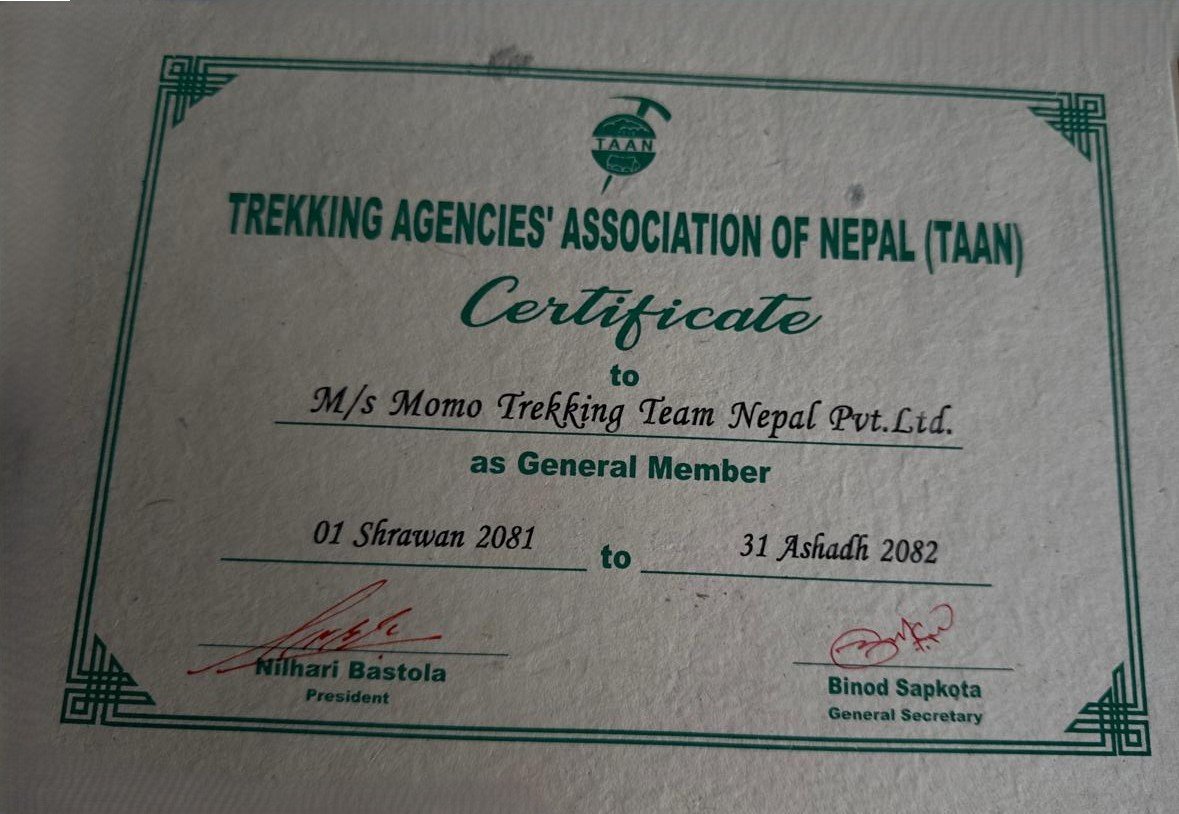 TAAN
TREKKING AGENCIES' ASSOCIATION OF NEPAL (TAAN)
Certificate
to
M/s Momo Trekking Team Nepal Pvt.Ltd.
as General Member
01 Shrawan 2081 to 31 Ashadh 2082
Nilhari Bastola
President
Binod Sapkota
General Secretary